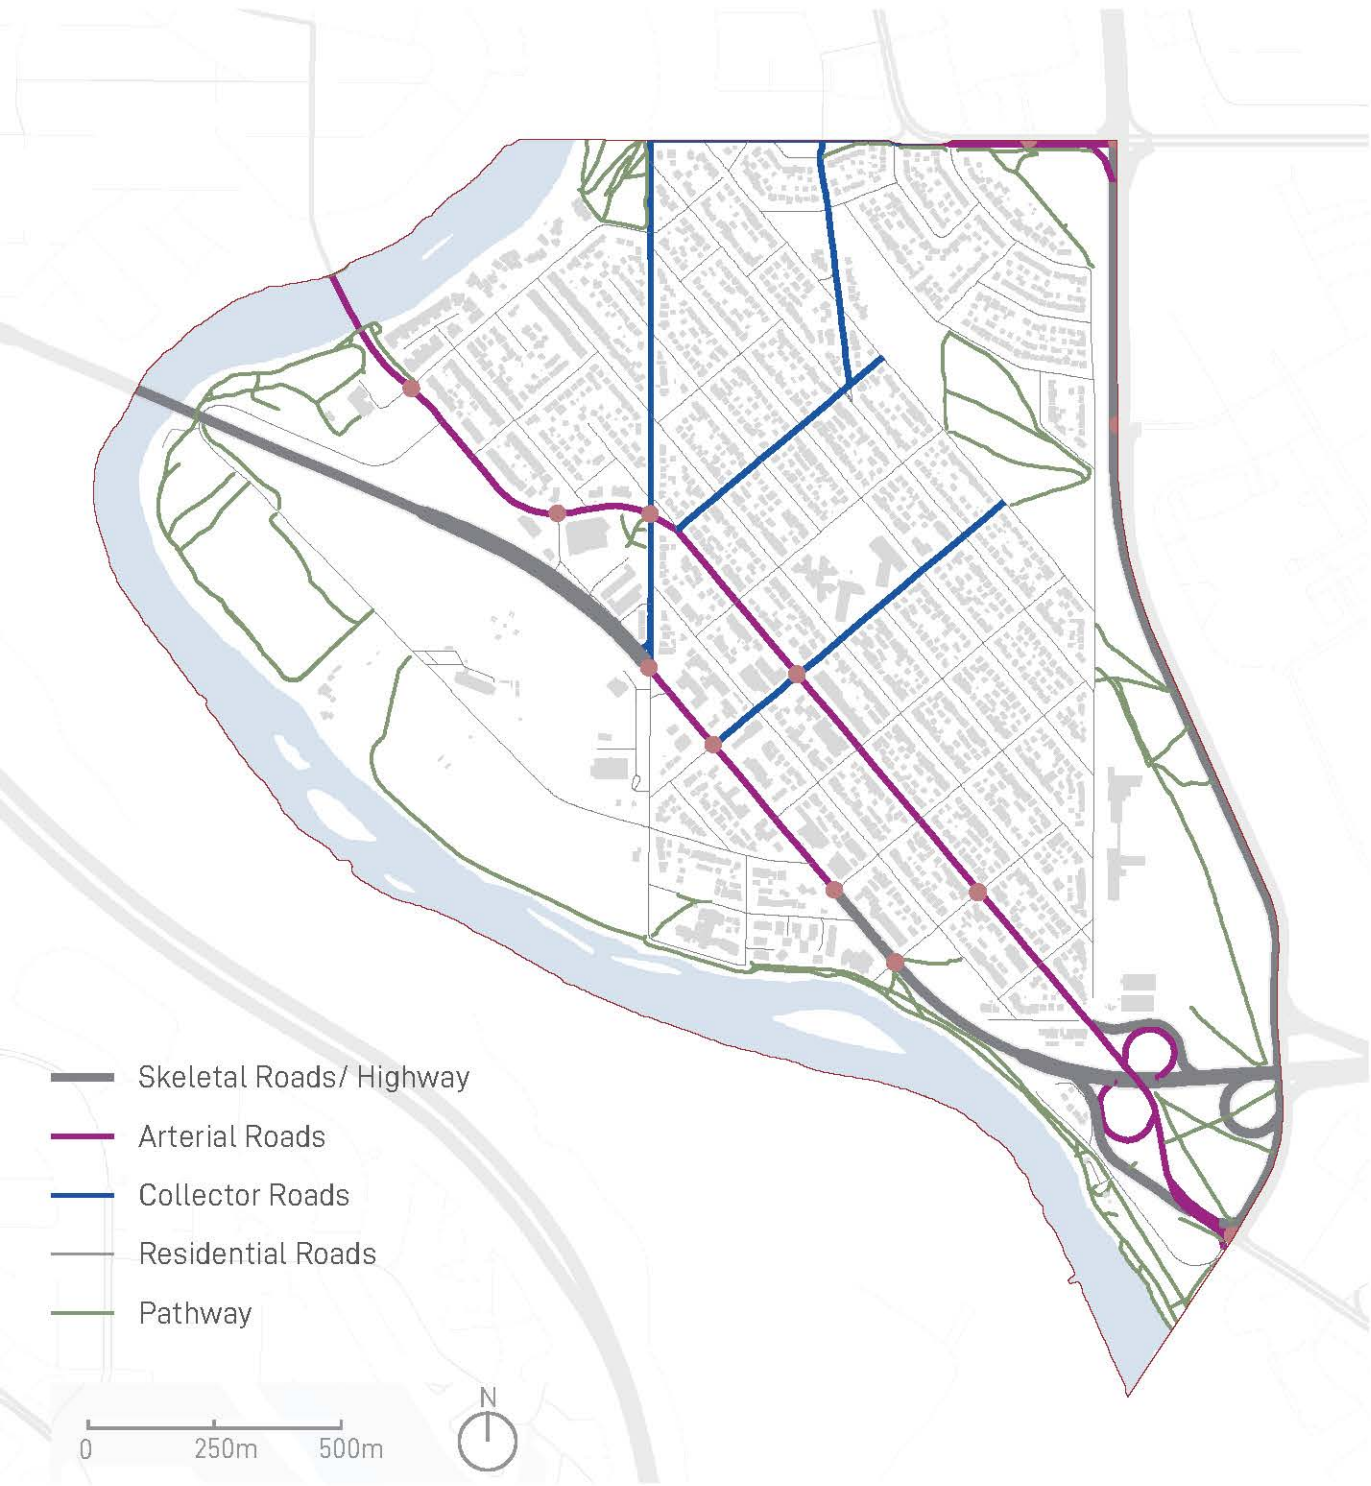 Skeletal Roads/ Highway
Arterial Roads
Collector Roads
Residential Roads
Pathway
N
0 250m 500m